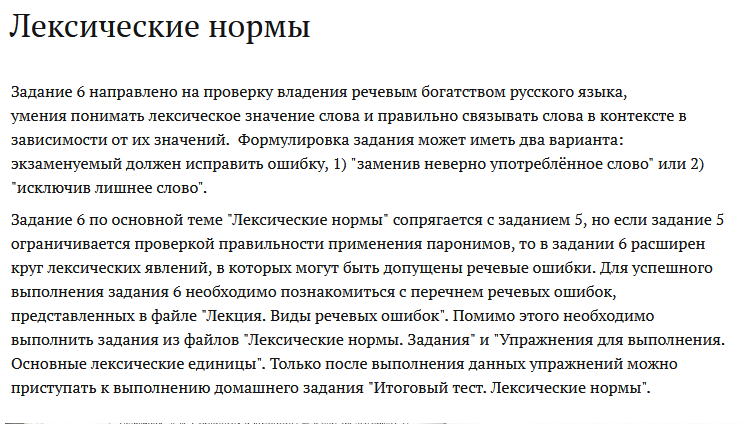 Лексические нормы
Задание 6 направлено на проверку владения речевым богатством русского языка,
умения понимать лексическое значение слова и правильно связывать слова в контексте в
зависимости от их значений.  Формулировка задания может иметь два варианта:
экзаменуемый должен исправить ошибку, 1) "заменив неверно употреблённое слово" или 2)
"исключив лишнее слово".
Задание 6 по основной теме "Лексические нормы" сопрягается с заданием 5, но если задание 5
ограничивается проверкой правильности применения паронимов, то в задании 6 расширен
круг лексических явлений, в которых могут быть допущены речевые ошибки. Для успешного
выполнения задания 6 необходимо познакомиться с перечнем речевых ошибок,
представленных в файле "Лекция. Виды речевых ошибок". Помимо этого необходимо
выполнить задания из файлов "Лексические нормы. Задания" и "Упражнения для выполнения.
Основные лексические единицы". Только после выполнения данных упражнений можно
приступать к выполнению домашнего задания "Итоговый тест. Лексические нормы".